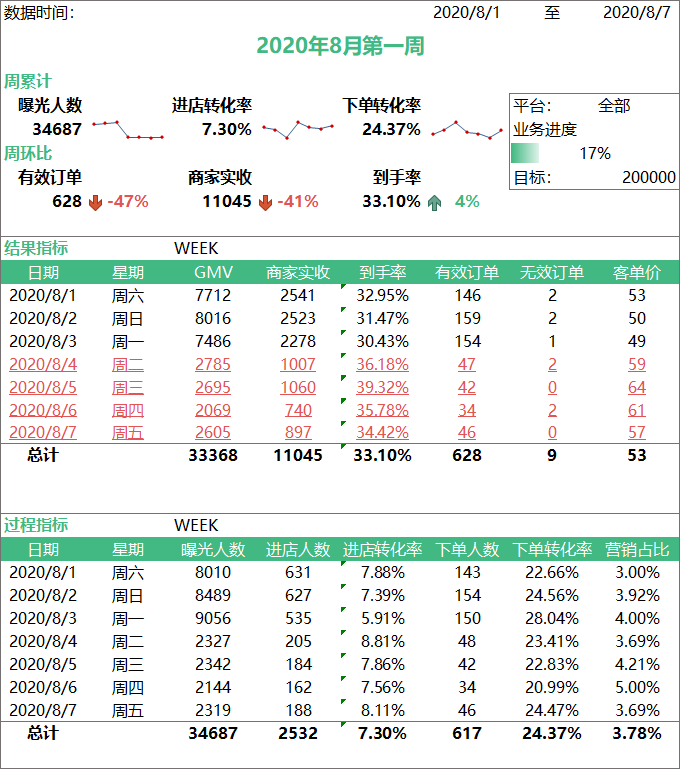 数据时间： 2020/8/1 至 2020/8/7
2020年8月第一周
周累计
曝光人数 进店转化率 下单转化率
34687 7.30% 24.37%
平台： 全部
业务进度
17%
目标： 200000
周环比
有效订单 商家实收 到手率
628 -47% 11045 -41% 33.10% 4%
结果指标 WEEK
日期 星期 GMV 商家实收 到手率 有效订单 无效订单 客单价
2020/8/1 周六 7712 2541 32.95% 146 2 53
2020/8/2 周日 8016 2523 31.47% 159 2 50
2020/8/3 周一 7486 2278 30.43% 154 1 49
2020/8/4 周二 2785 1007 36.18% 47 2 59
2020/8/5 周三 2695 1060 39.32% 42 0 64
2020/8/6 周四 2069 740 35.78% 34 2 61
2020/8/7 周五 2605 897 34.42% 46 0 57
总计 33368 11045 33.10% 628 9 53
过程指标 WEEK
日期 星期 曝光人数 进店人数 进店转化率 下单人数 下单转化率 营销占比
2020/8/1 周六 8010 631 7.88% 143 22.66% 3.00%
2020/8/2 周日 8489 627 7.39% 154 24.56% 3.92%
2020/8/3 周一 9056 535 5.91% 150 28.04% 4.00%
2020/8/4 周二 2327 205 8.81% 48 23.41% 3.69%
2020/8/5 周三 2342 184 7.86% 42 22.83% 4.21%
2020/8/6 周四 2144 162 7.56% 34 20.99% 5.00%
2020/8/7 周五 2319 188 8.11% 46 24.47% 3.69%
总计 34687 2532 7.30% 617 24.37% 3.78%